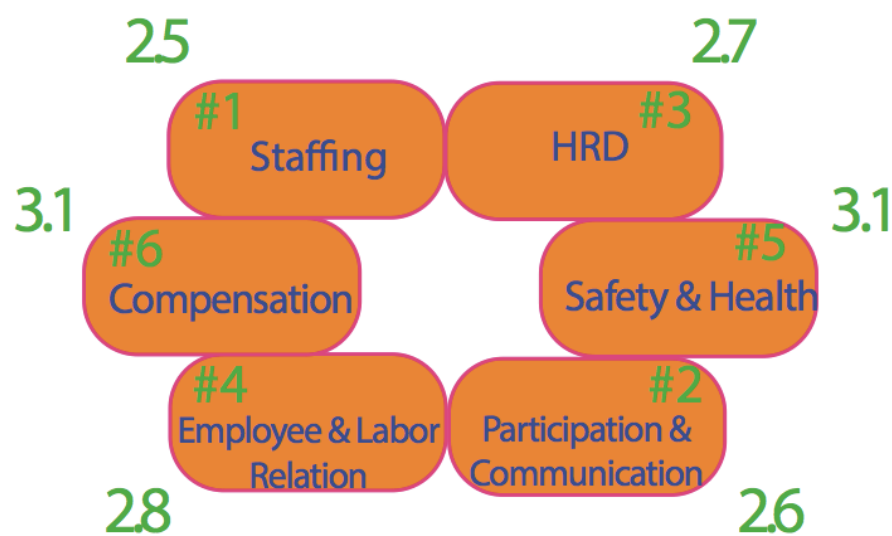 2.5
2.7
#1
Staffing
#3
HRD
3.1
3.1
#6
Compensation
#5
Safety & Health
#4
Employee & Labor
Relation
#2
Participation &
Communication
2.8
2.6